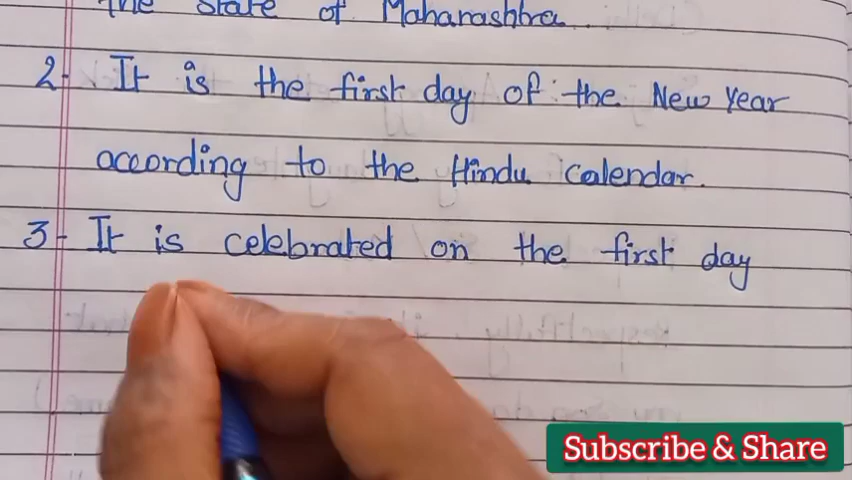 the state of Maharashtra.
2- It is the first day of the New Year
according to the Hindu Calendar.
3- It is celebrated on the first day
Subscribe & Share